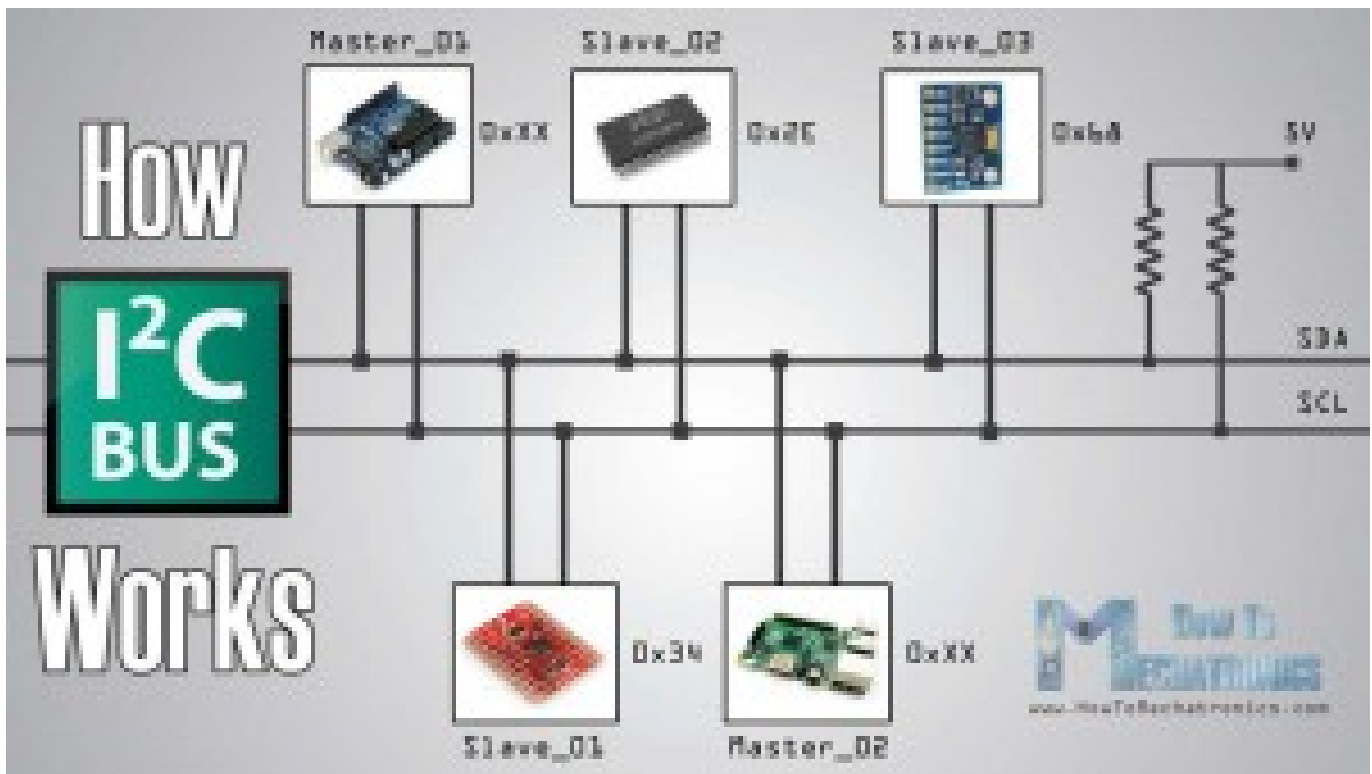 How
I²C
BUS
Works
Master_01
0xXX
Slave_02
0x2C
Slave_03
0x68
5V
SDA
SCL
Slave_01
0x34
Master_02
0xXX
How To
MECHATRONICS
www.HowToMechatronics.com